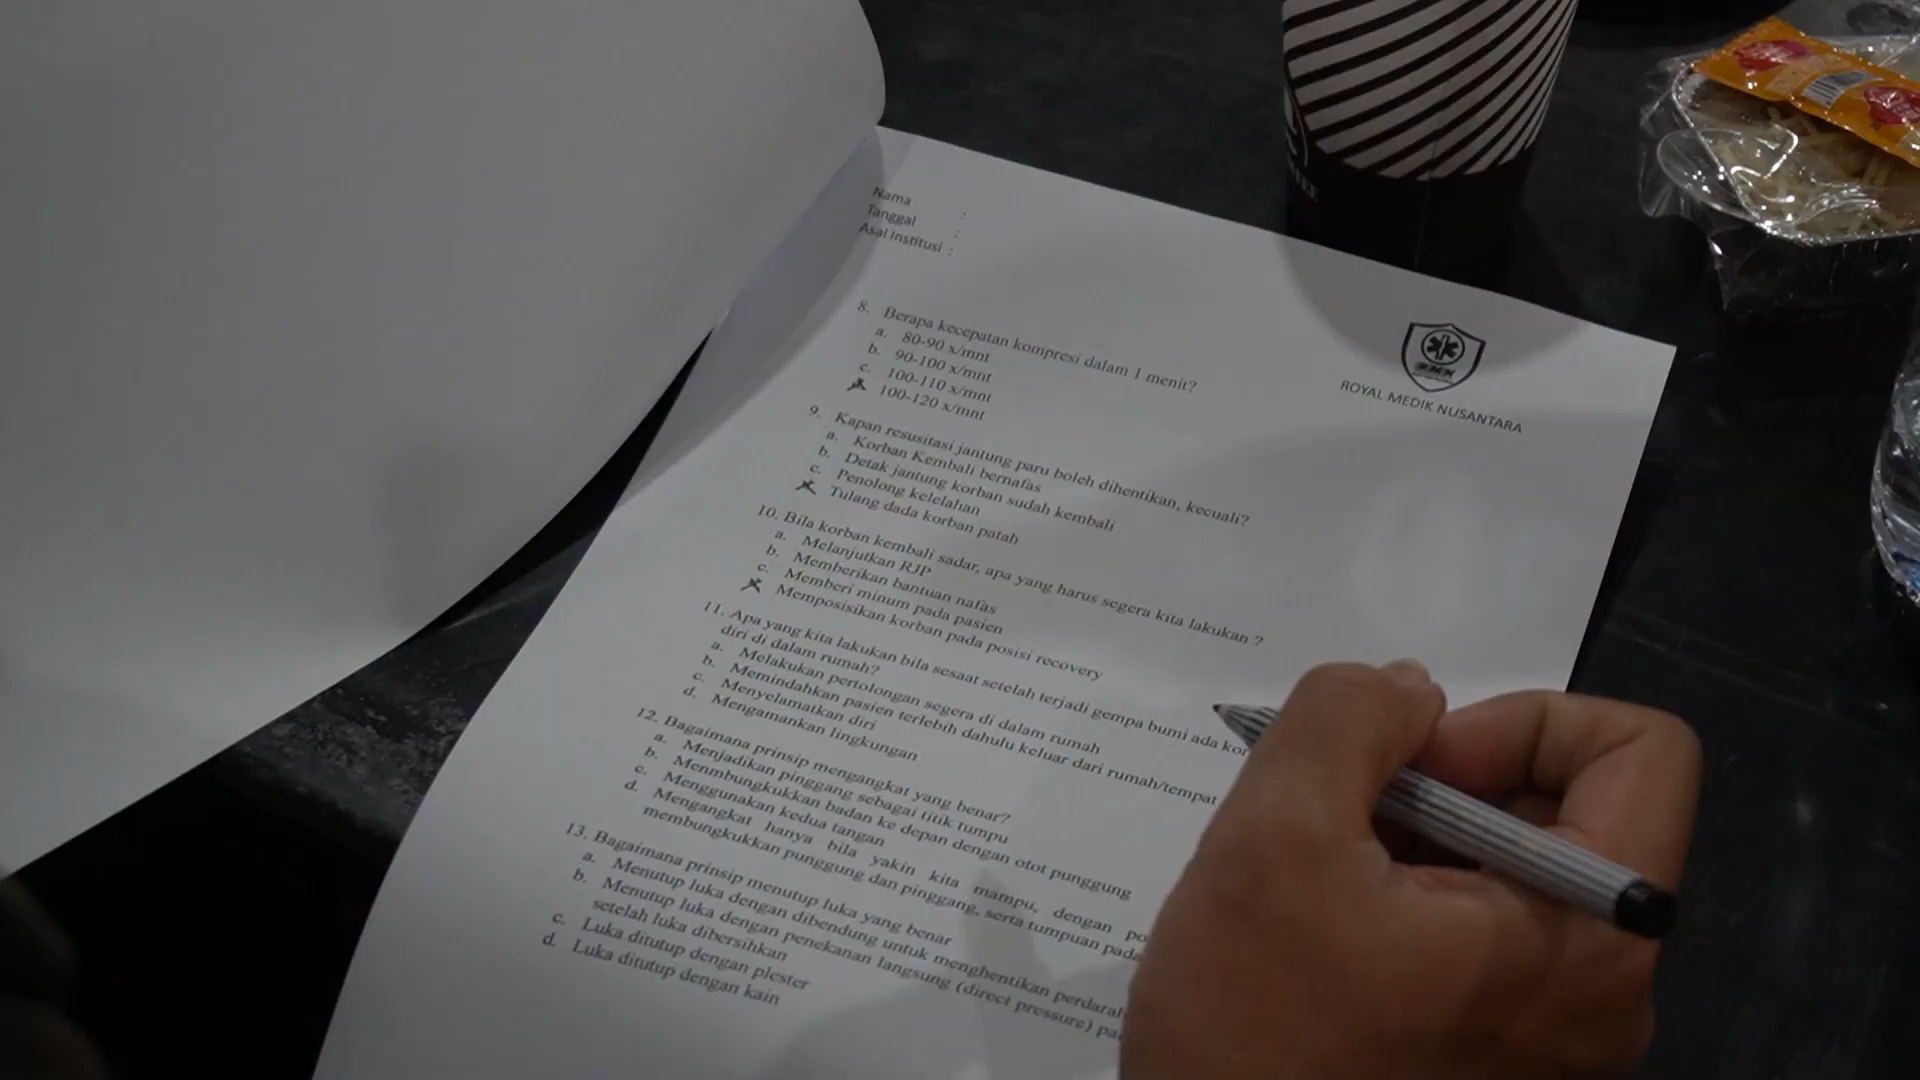 Nama :
Tanggal :
Asal Institusi :
RMN
ROYAL MEDIK NUSANTARA
8. Berapa kecepatan kompresi dalam 1 menit?
a. 80-90 x/mnt
b. 90-100 x/mnt
c. 100-110 x/mnt
100-120 x/mnt
9. Kapan resusitasi jantung paru boleh dihentikan, kecuali?
a. Korban Kembali bernafas
b. Detak jantung korban sudah kembali
c. Penolong kelelahan
Tulang dada korban patah
10. Bila korban kembali sadar, apa yang harus segera kita lakukan ?
a. Melanjutkan RJP
b. Memberikan bantuan nafas
c. Memberi minum pada pasien
Memposisikan korban pada posisi recovery
11. Apa yang kita lakukan bila sesaat setelah terjadi gempa bumi ada
diri di dalam rumah?
a. Melakukan pertolongan segera di dalam rumah
b. Memindahkan pasien terlebih dahulu keluar dari rumah/tempat
c. Menyelamatkan diri
d. Mengamankan lingkungan
12. Bagaimana prinsip mengangkat yang benar?
a. Menjadikan pinggang sebagai titik tumpu
b. Menmbungkukkan badan ke depan dengan otot punggung
c. Menggunakan kedua tangan
d. Mengangkat hanya bila yakin kita mampu, dengan
membungkukkan punggung dan pinggang, serta tumpuan pada
13. Bagaimana prinsip menutup luka yang benar
a. Menutup luka dengan dibendung untuk menghentikan
b. Menutup luka dengan penekanan langsung (direct pressure)
setelah luka dibersihkan
c. Luka ditutup dengan plester
d. Luka ditutup dengan kain